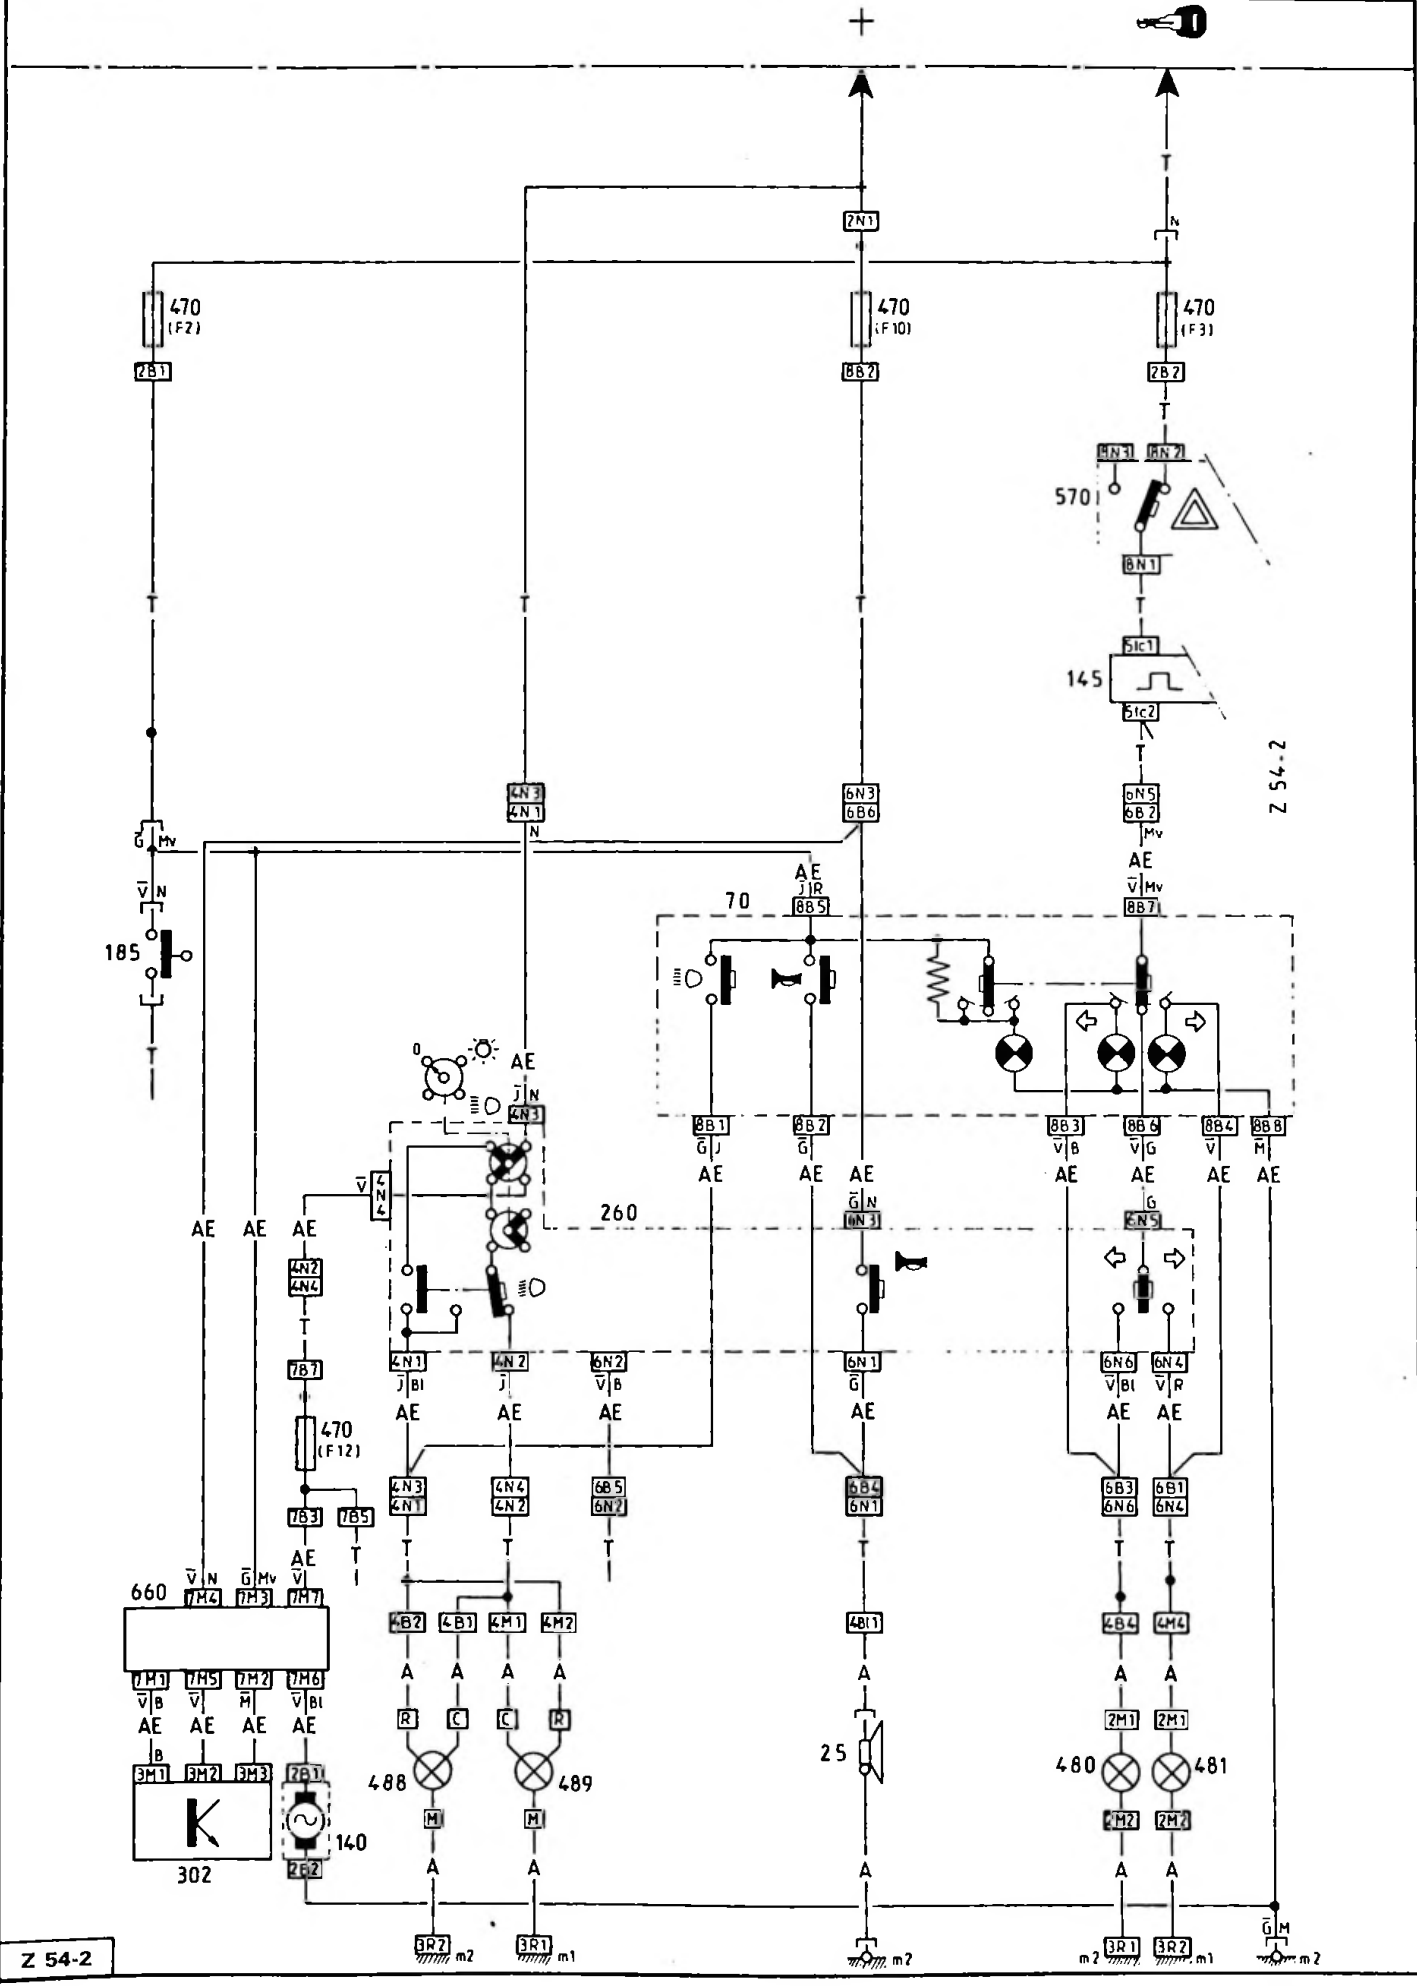 +
T
N
2N1
470
(F2)
470
(F10)
470
(F3)
2B1
8B2
2B2
T
8N3
8N2
570
8N1
T
T
T
T
5Ic1
145
5Ic2
T
Z 54-2
4N3
4N1
6N3
6B6
6N5
6B2
N
Mv
G̅ Mv
AE
AE
V̅ N
J̅ R
V̅ Mv
70
8B5
8B7
185
T
0
AE
J̅ N
4N3
8B1
8B2
8B3
8B6
8B4
8B8
G̅ J
G̅
V̅ B
V̅ G
V̅
M̅
AE
AE
AE
AE
AE
AE
AE
V̅
4N4
G̅ N
G
AE
AE
AE
260
6N3
6N5
4N2
4N4
T
7B7
4N1
4N2
6N2
6N1
6N6
6N4
J̅ Bl
J̅
V̅ B
G̅
V̅ Bl
V̅ R
AE
AE
AE
AE
AE
AE
470
(F12)
4N3
4N1
4N4
4N2
6B5
6N2
6B4
6N1
6B3
6N6
6B1
6N4
7B3
7B5
AE
T
T
T
T
T
T
T
V̅ N
G̅ Mv
V̅
660
7M4
7M3
7M7
4B2
4B1
4M1
4M2
4Bl1
4B4
4M4
7M1
7M5
7M2
7M6
A
A
A
A
A
A
A
V̅ B
V̅
M̅
V̅ Bl
AE
AE
AE
AE
R
C
C
R
2M1
2M1
B
3M1
3M2
3M3
2B1
488
489
25
480
481
M
M
2M2
2M2
140
302
2B2
A
A
A
A
A
G̅ M
3R2
m2
3R1
m1
m2
m2
3R1
3R2
m1
m2
Z 54-2